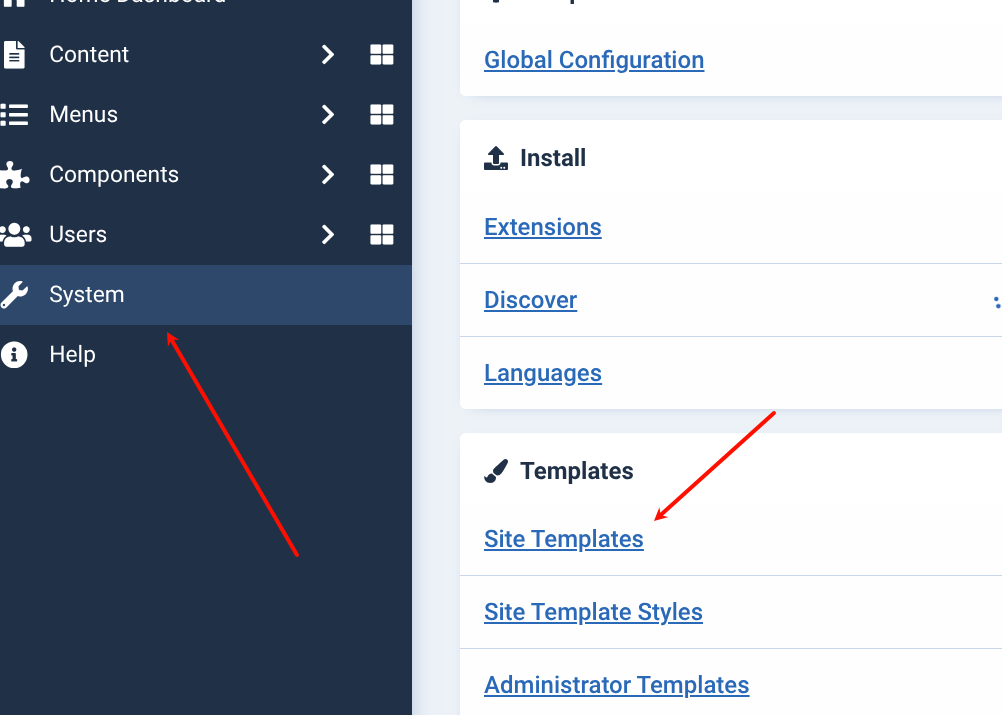 Home Dashboard
Content
Menus
Components
Users
System
Help
Global Configuration
Install
Extensions
Discover
Languages
Templates
Site Templates
Site Template Styles
Administrator Templates